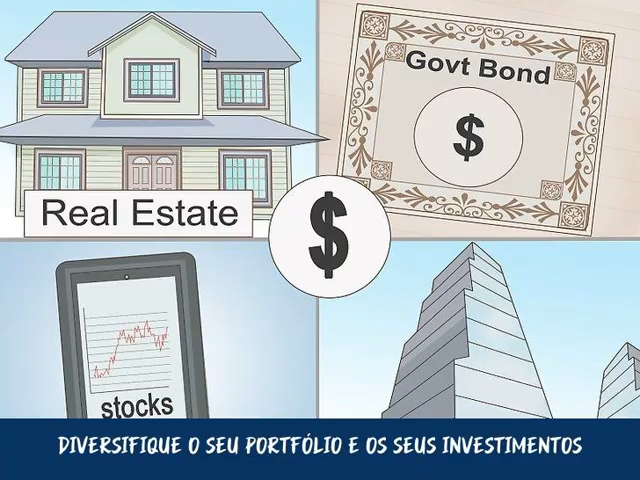 Govt Bond
$
Real Estate
$
stocks
DIVERSIFIQUE O SEU PORTFÓLIO E OS SEUS INVESTIMENTOS